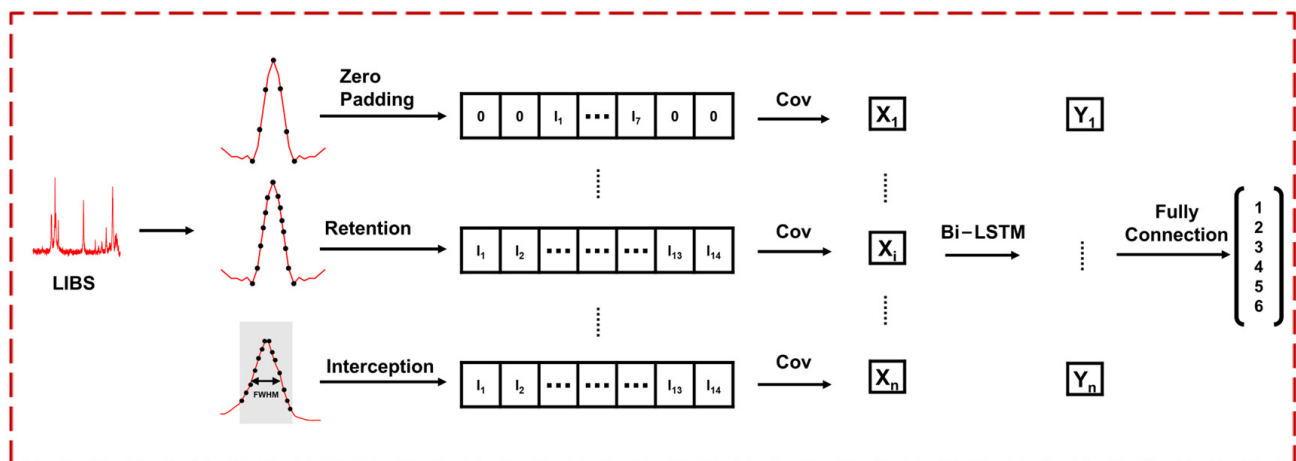 Zero
Padding
0 0 I₁ ··· I₇ 0 0
Cov
X₁
Y₁
LIBS
Retention
I₁ I₂ ··· ··· ··· I₁₃ I₁₄
Cov
Xᵢ
Bi-LSTM
Fully
Connection
1
2
3
4
5
6
FWHM
Interception
I₁ I₂ ··· ··· ··· I₁₃ I₁₄
Cov
Xₙ
Yₙ